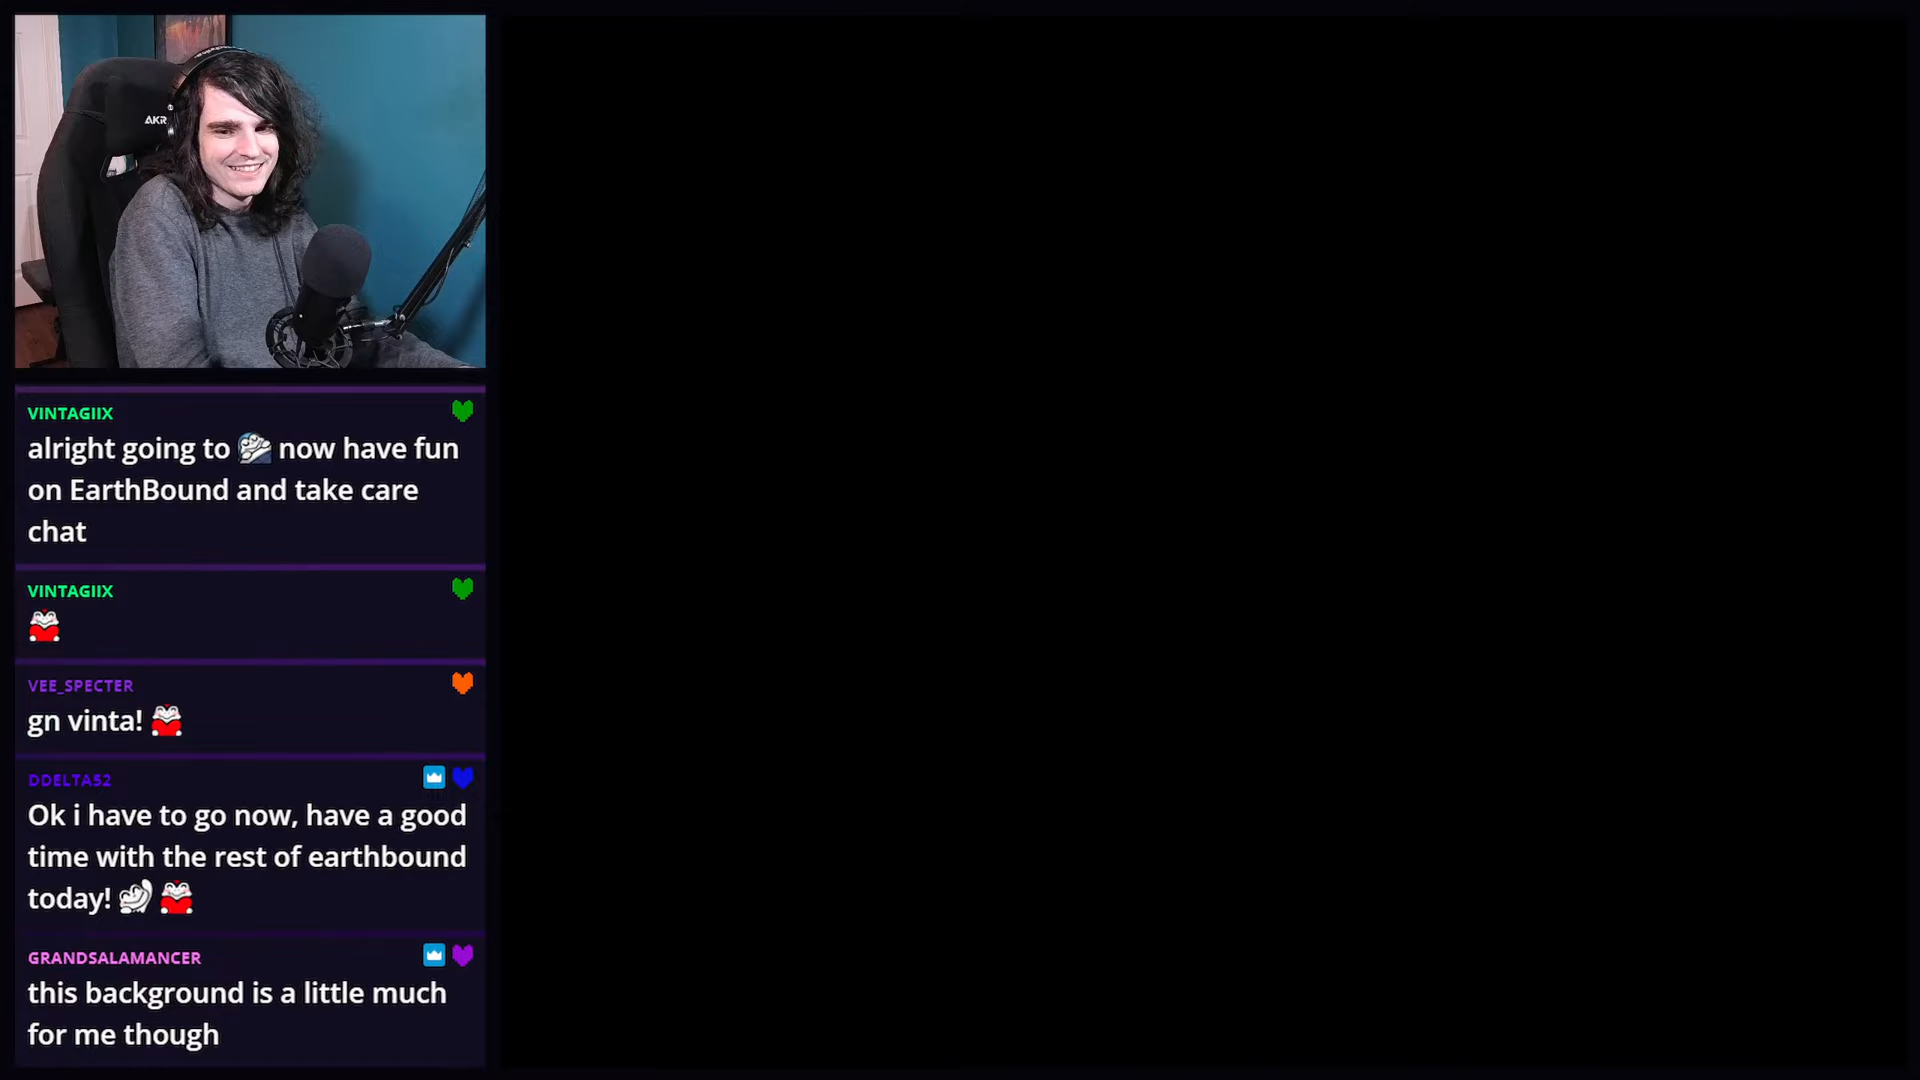 AKR
VINTAGIIX
alright going to now have fun
on EarthBound and take care
chat
VINTAGIIX
VEE_SPECTER
gn vinta!
DDELTA52
Ok i have to go now, have a good
time with the rest of earthbound
today!
GRANDSALAMANCER
this background is a little much
for me though